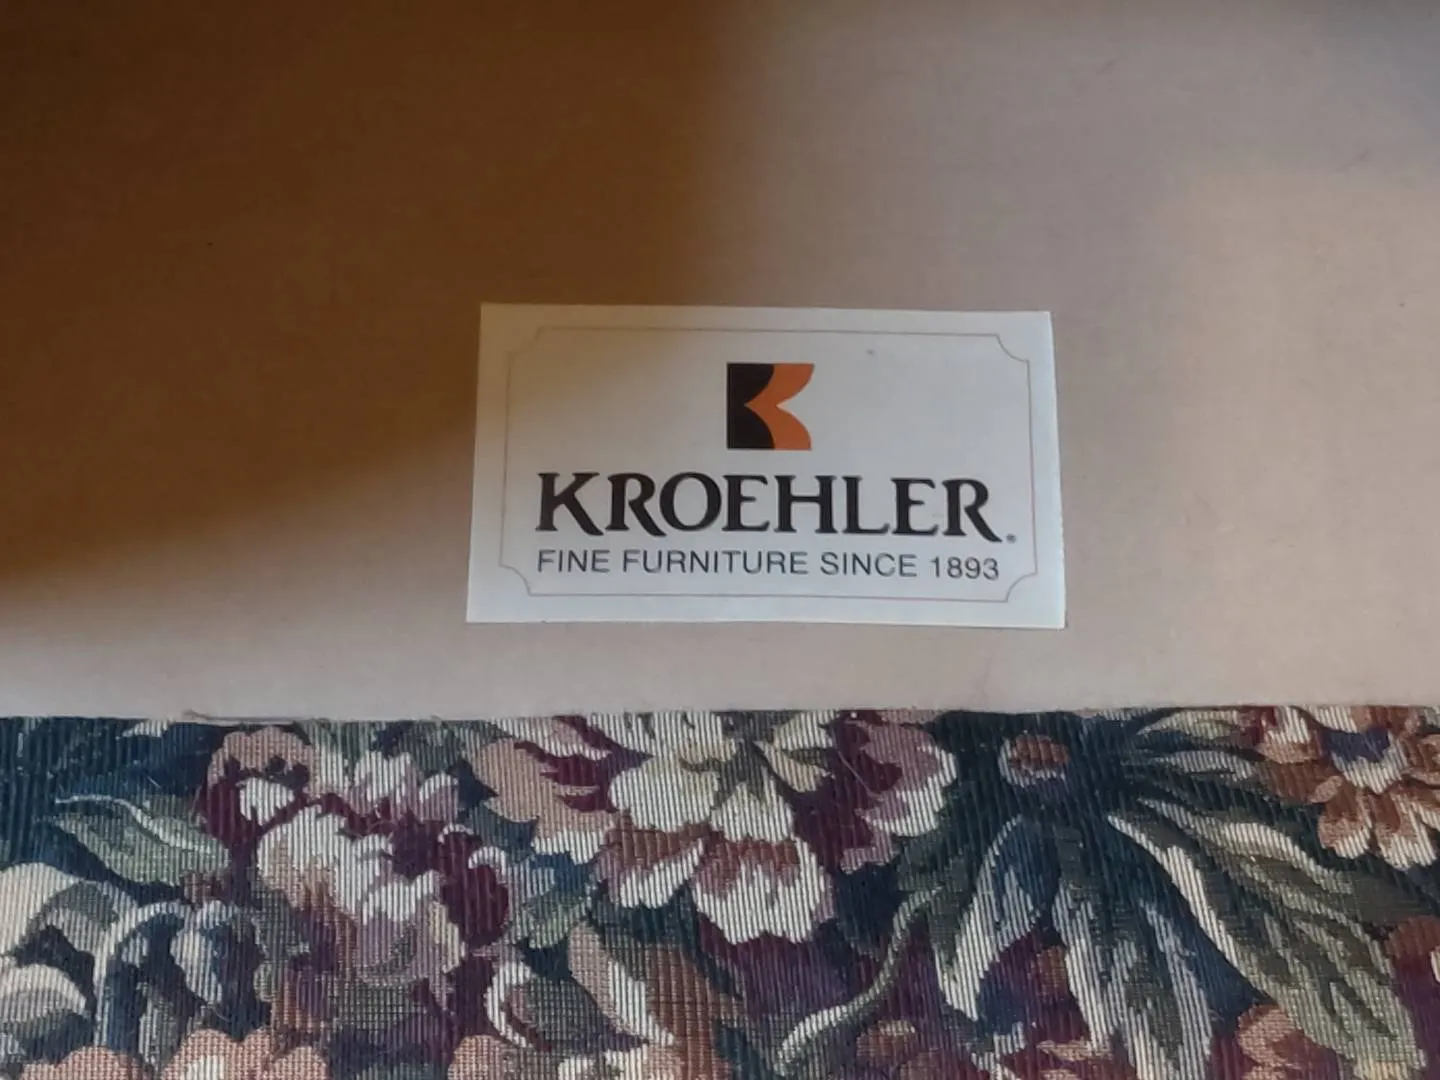 KROEHLER®
FINE FURNITURE SINCE 1893